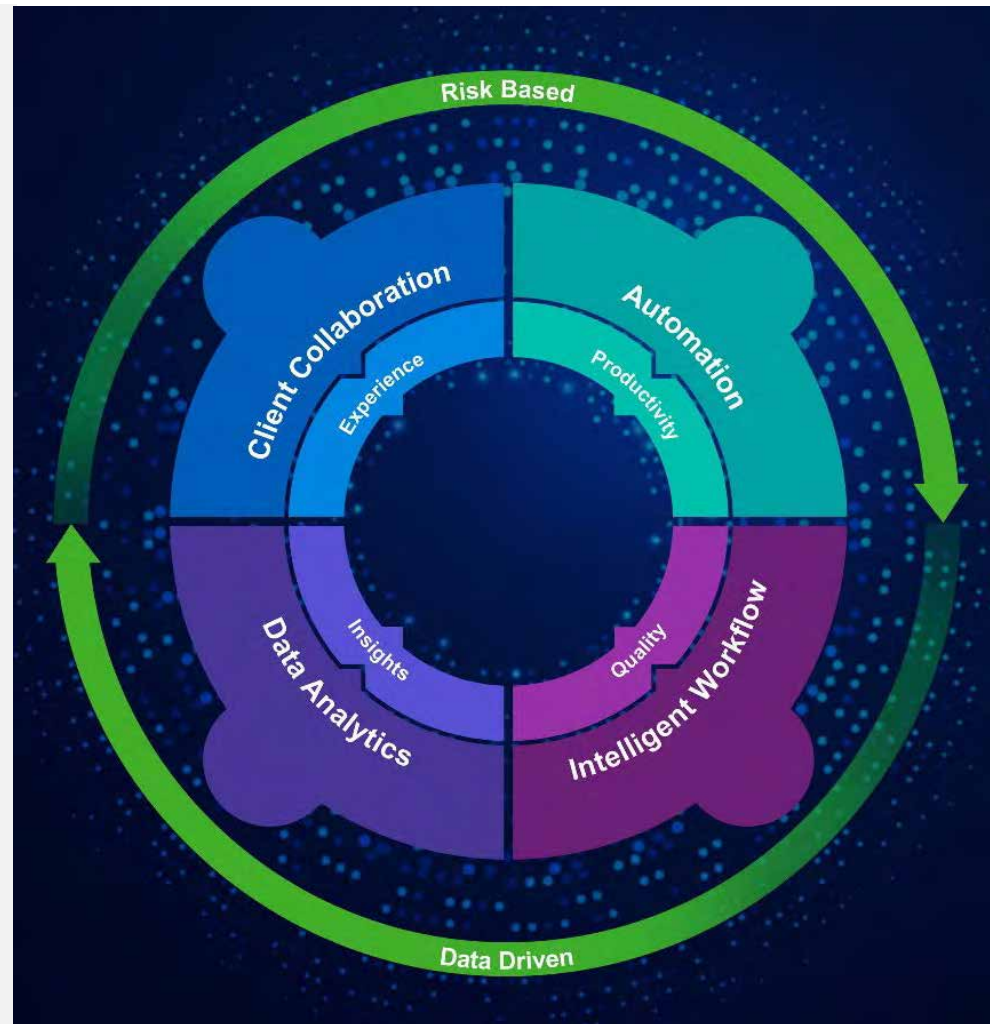 Risk Based
Client Collaboration
Experience
Automation
Productivity
Data Analytics
Insights
Intelligent Workflow
Quality
Data Driven